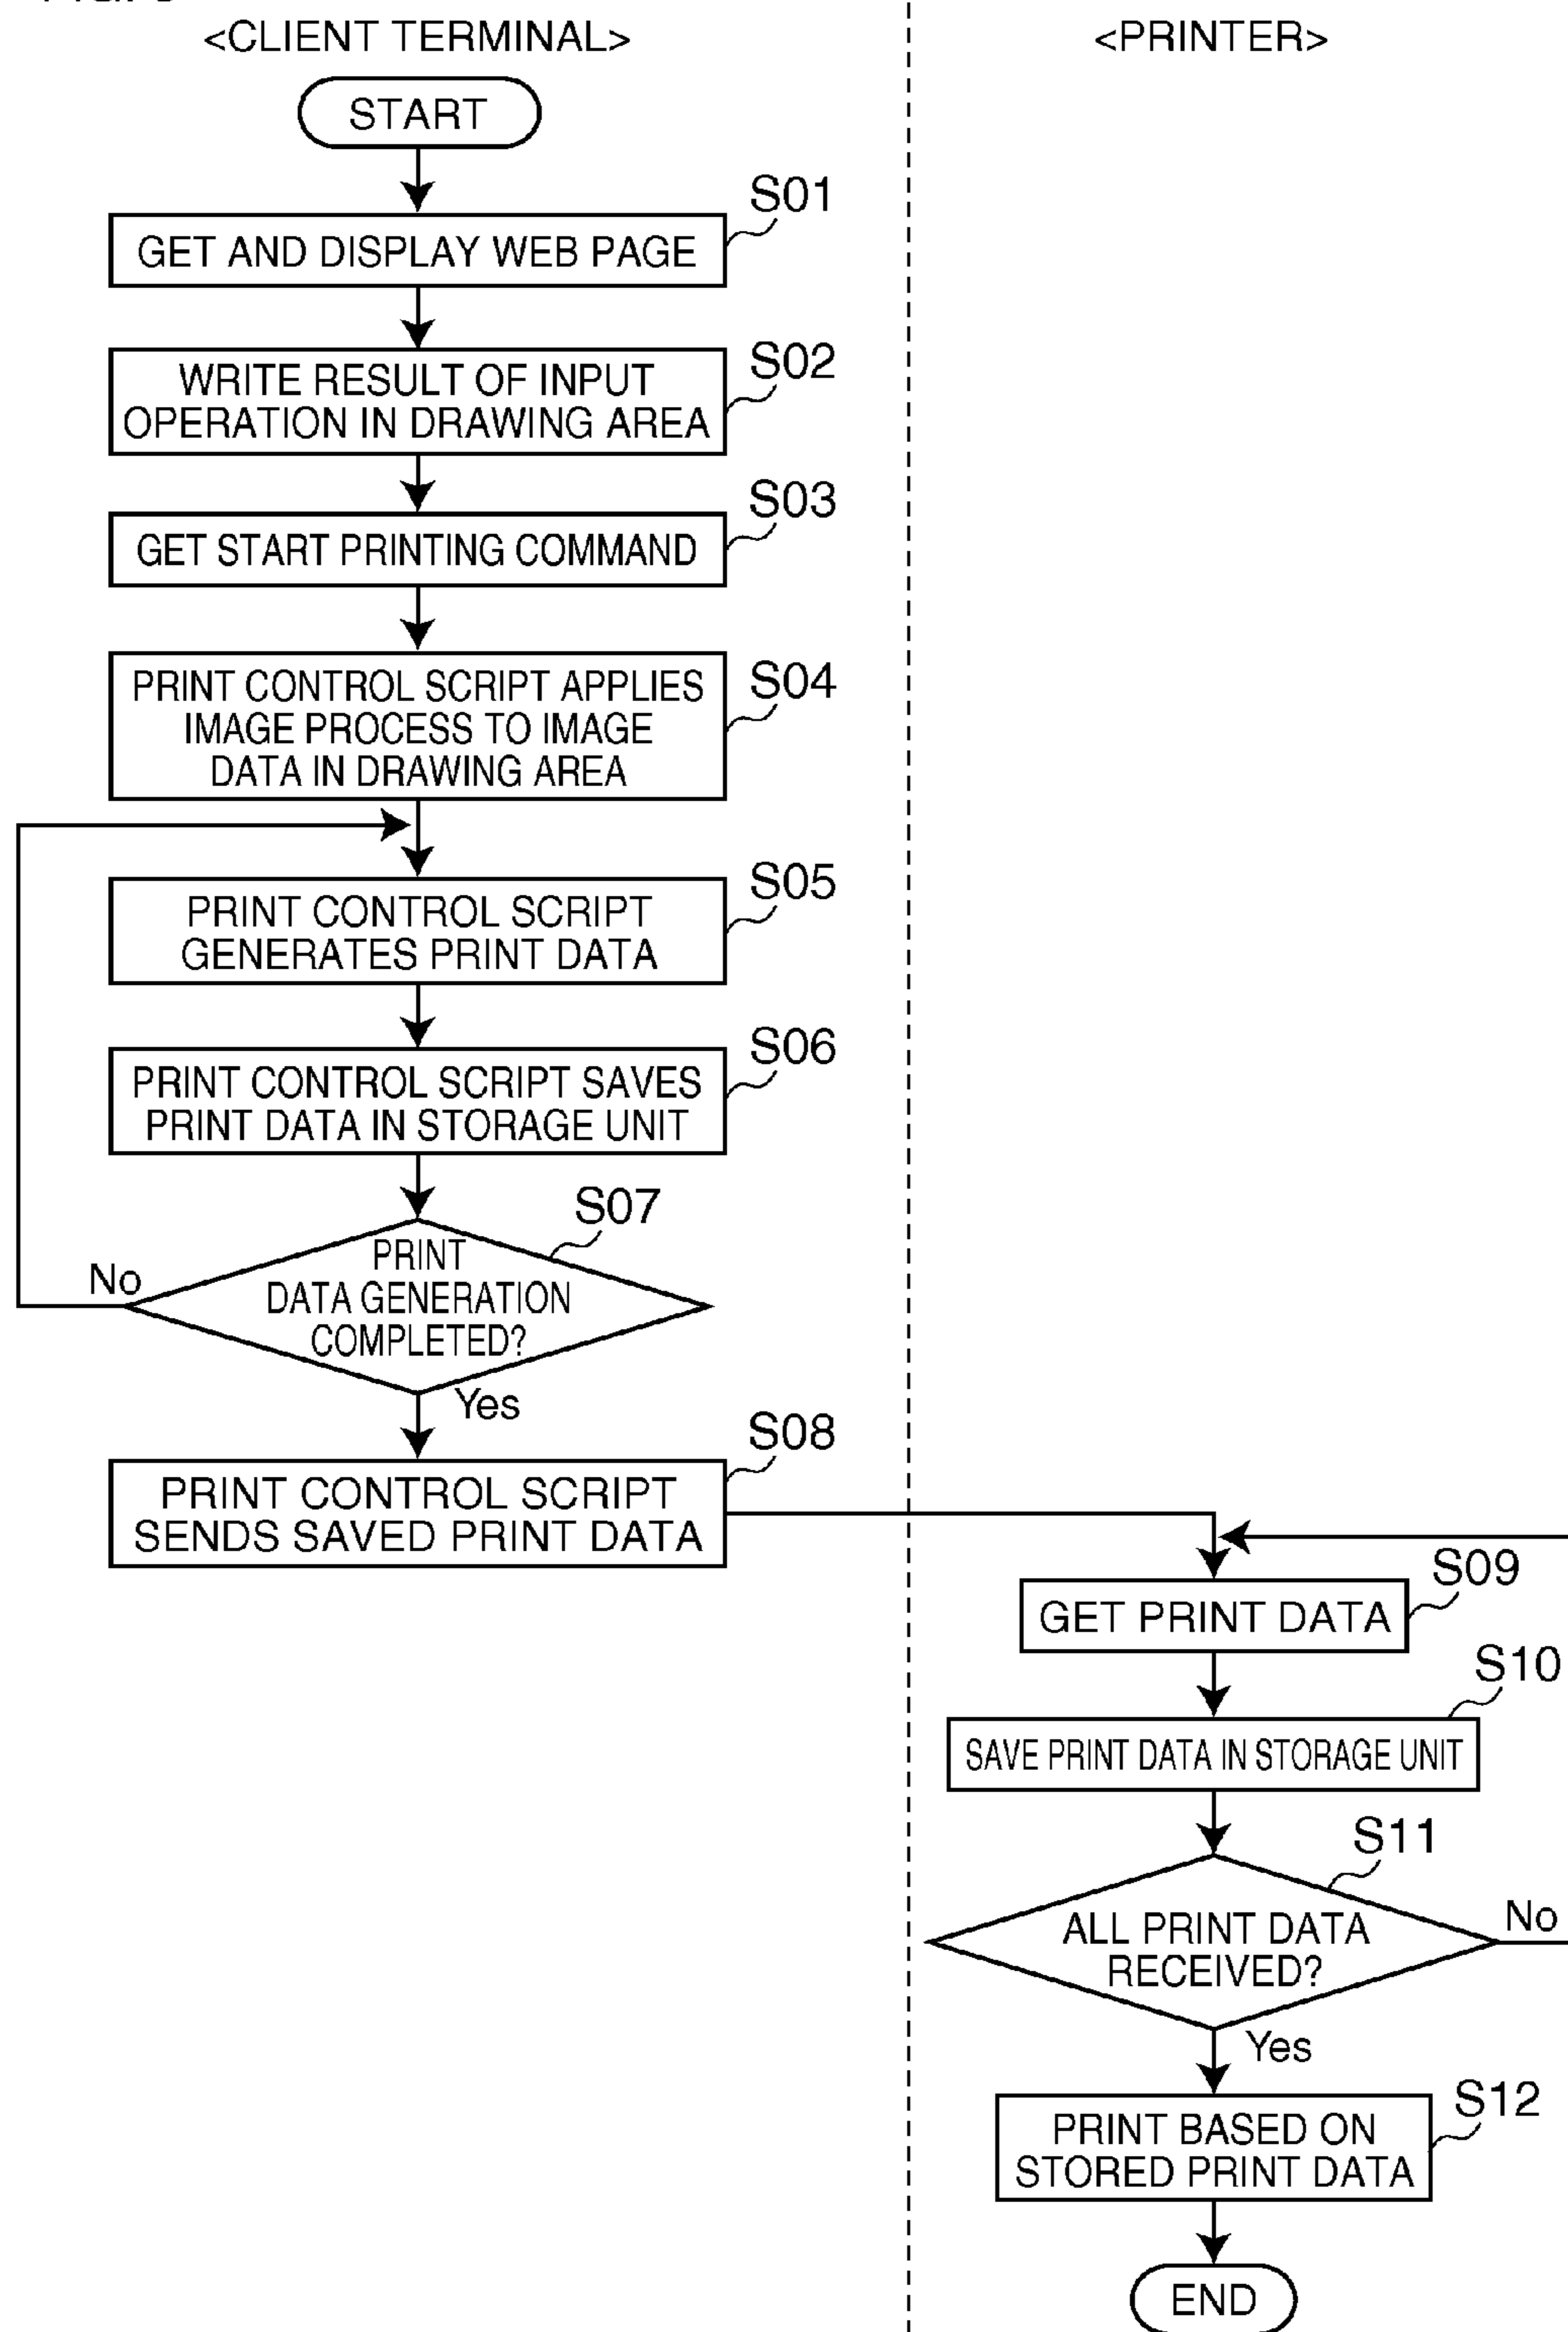 <CLIENT TERMINAL>
START
S01
GET AND DISPLAY WEB PAGE
S02
WRITE RESULT OF INPUT
OPERATION IN DRAWING AREA
S03
GET START PRINTING COMMAND
S04
PRINT CONTROL SCRIPT APPLIES
IMAGE PROCESS TO IMAGE
DATA IN DRAWING AREA
S05
PRINT CONTROL SCRIPT
GENERATES PRINT DATA
S06
PRINT CONTROL SCRIPT SAVES
PRINT DATA IN STORAGE UNIT
S07
PRINT
DATA GENERATION
COMPLETED?
No
Yes
S08
PRINT CONTROL SCRIPT
SENDS SAVED PRINT DATA
<PRINTER>
S09
GET PRINT DATA
S10
SAVE PRINT DATA IN STORAGE UNIT
S11
ALL PRINT DATA
RECEIVED?
No
Yes
S12
PRINT BASED ON
STORED PRINT DATA
END